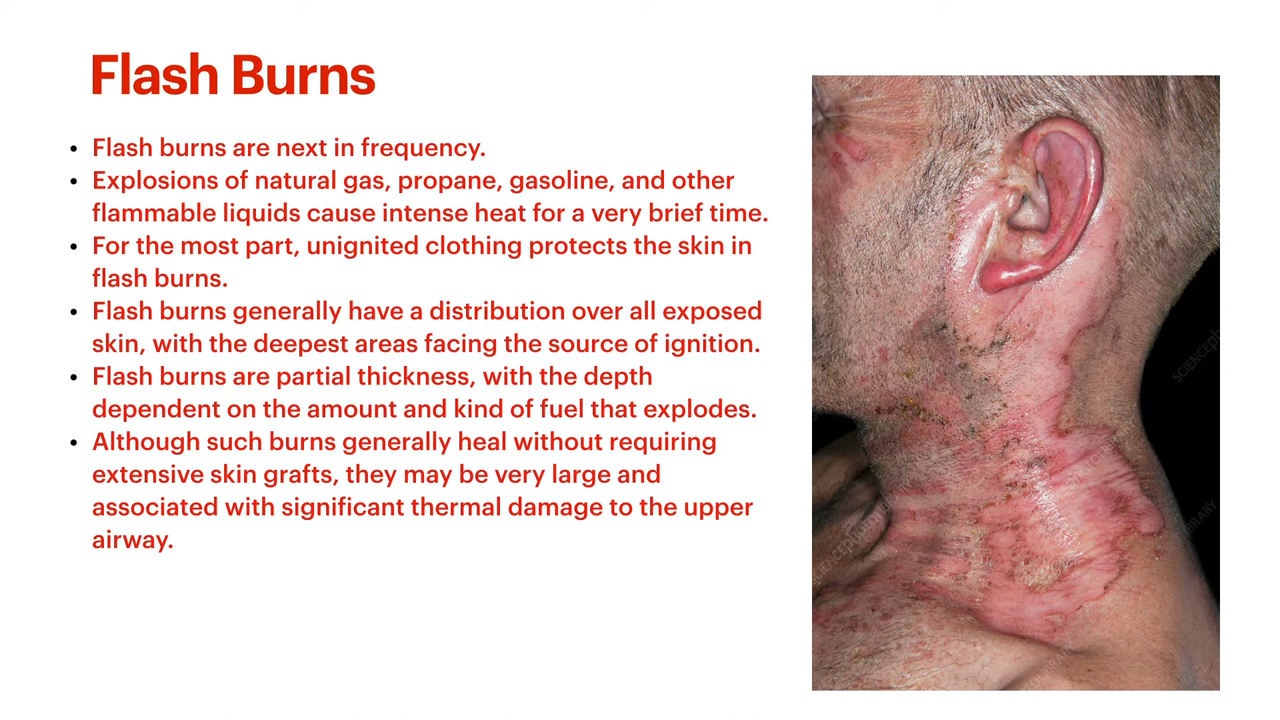 Flash Burns
• Flash burns are next in frequency.
• Explosions of natural gas, propane, gasoline, and other
flammable liquids cause intense heat for a very brief time.
• For the most part, unignited clothing protects the skin in
flash burns.
• Flash burns generally have a distribution over all exposed
skin, with the deepest areas facing the source of ignition.
• Flash burns are partial thickness, with the depth
dependent on the amount and kind of fuel that explodes.
• Although such burns generally heal without requiring
extensive skin grafts, they may be very large and
associated with significant thermal damage to the upper
airway.